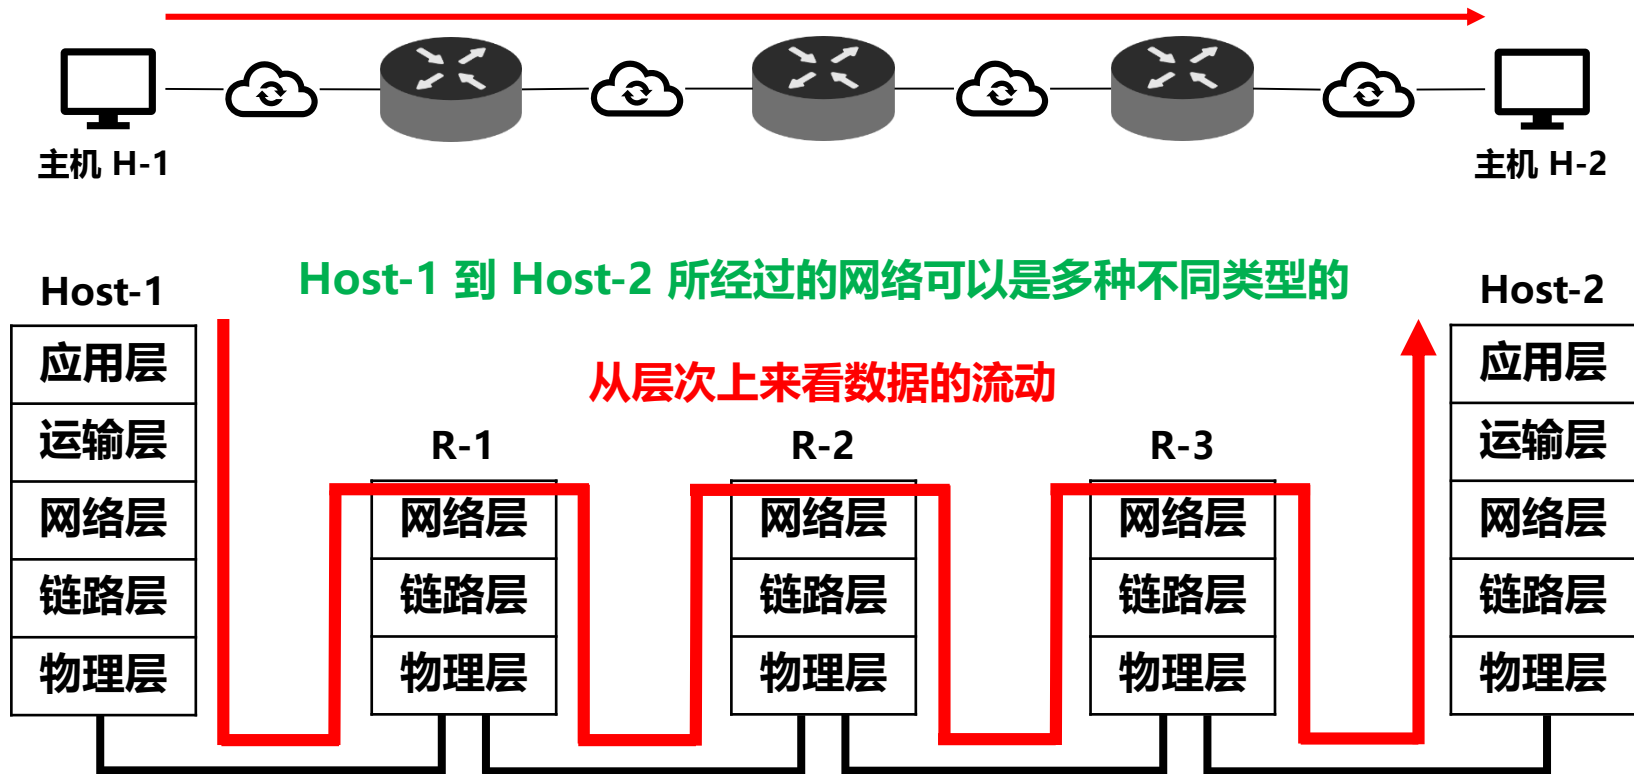 主机 H-1
主机 H-2
Host-1 到 Host-2 所经过的网络可以是多种不同类型的
从层次上来看数据的流动
Host-1
应用层
运输层
网络层
链路层
物理层
R-1
网络层
链路层
物理层
R-2
网络层
链路层
物理层
R-3
网络层
链路层
物理层
Host-2
应用层
运输层
网络层
链路层
物理层